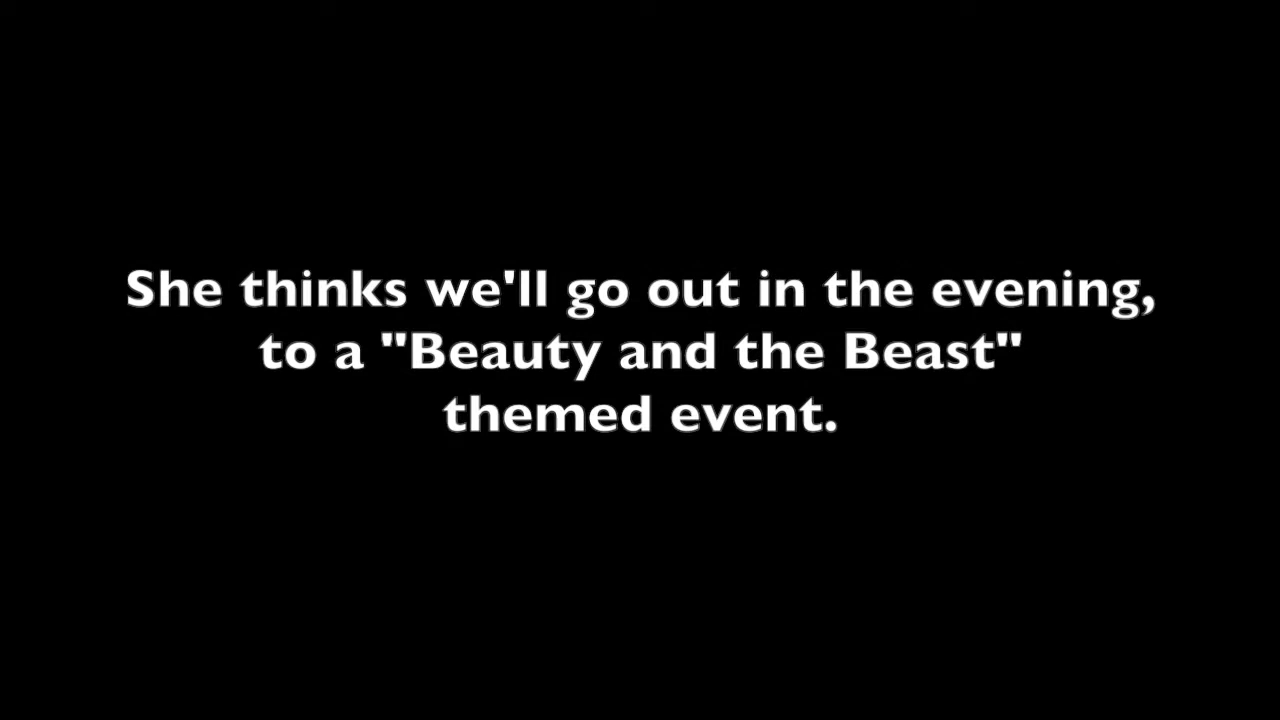 She thinks we'll go out in the evening,
to a "Beauty and the Beast"
themed event.